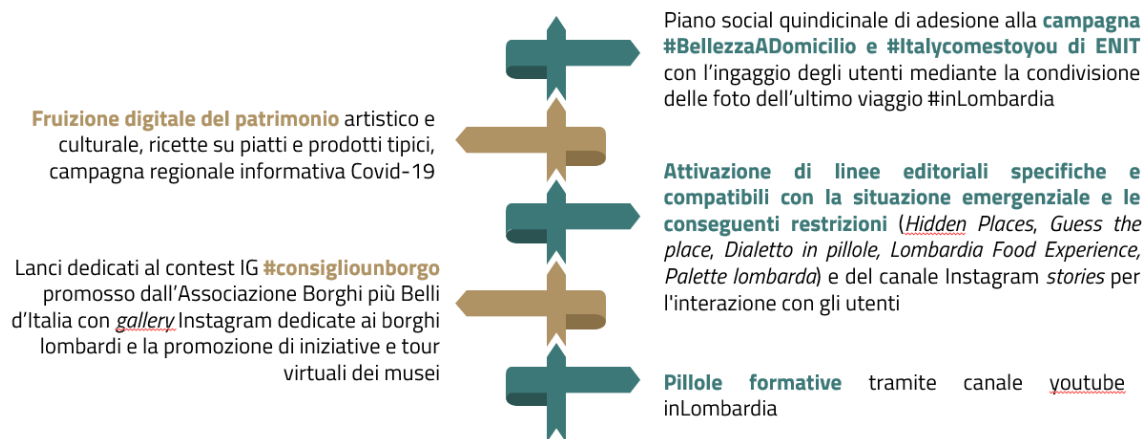 Piano social quindicinale di adesione alla campagna
#BellezzaADomicilio e #Italycomestoyou di ENIT
con l'ingaggio degli utenti mediante la condivisione
delle foto dell'ultimo viaggio #inLombardia
Fruizione digitale del patrimonio artistico e
culturale, ricette su piatti e prodotti tipici,
campagna regionale informativa Covid-19
Attivazione di linee editoriali specifiche e
compatibili con la situazione emergenziale e le
conseguenti restrizioni (Hidden Places, Guess the
place, Dialetto in pillole, Lombardia Food Experience,
Palette lombarda) e del canale Instagram stories per
l'interazione con gli utenti
Lanci dedicati al contest IG #consigliounborgo
promosso dall'Associazione Borghi più Belli
d'Italia con gallery Instagram dedicate ai borghi
lombardi e la promozione di iniziative e tour
virtuali dei musei
Pillole formative tramite canale youtube
inLombardia